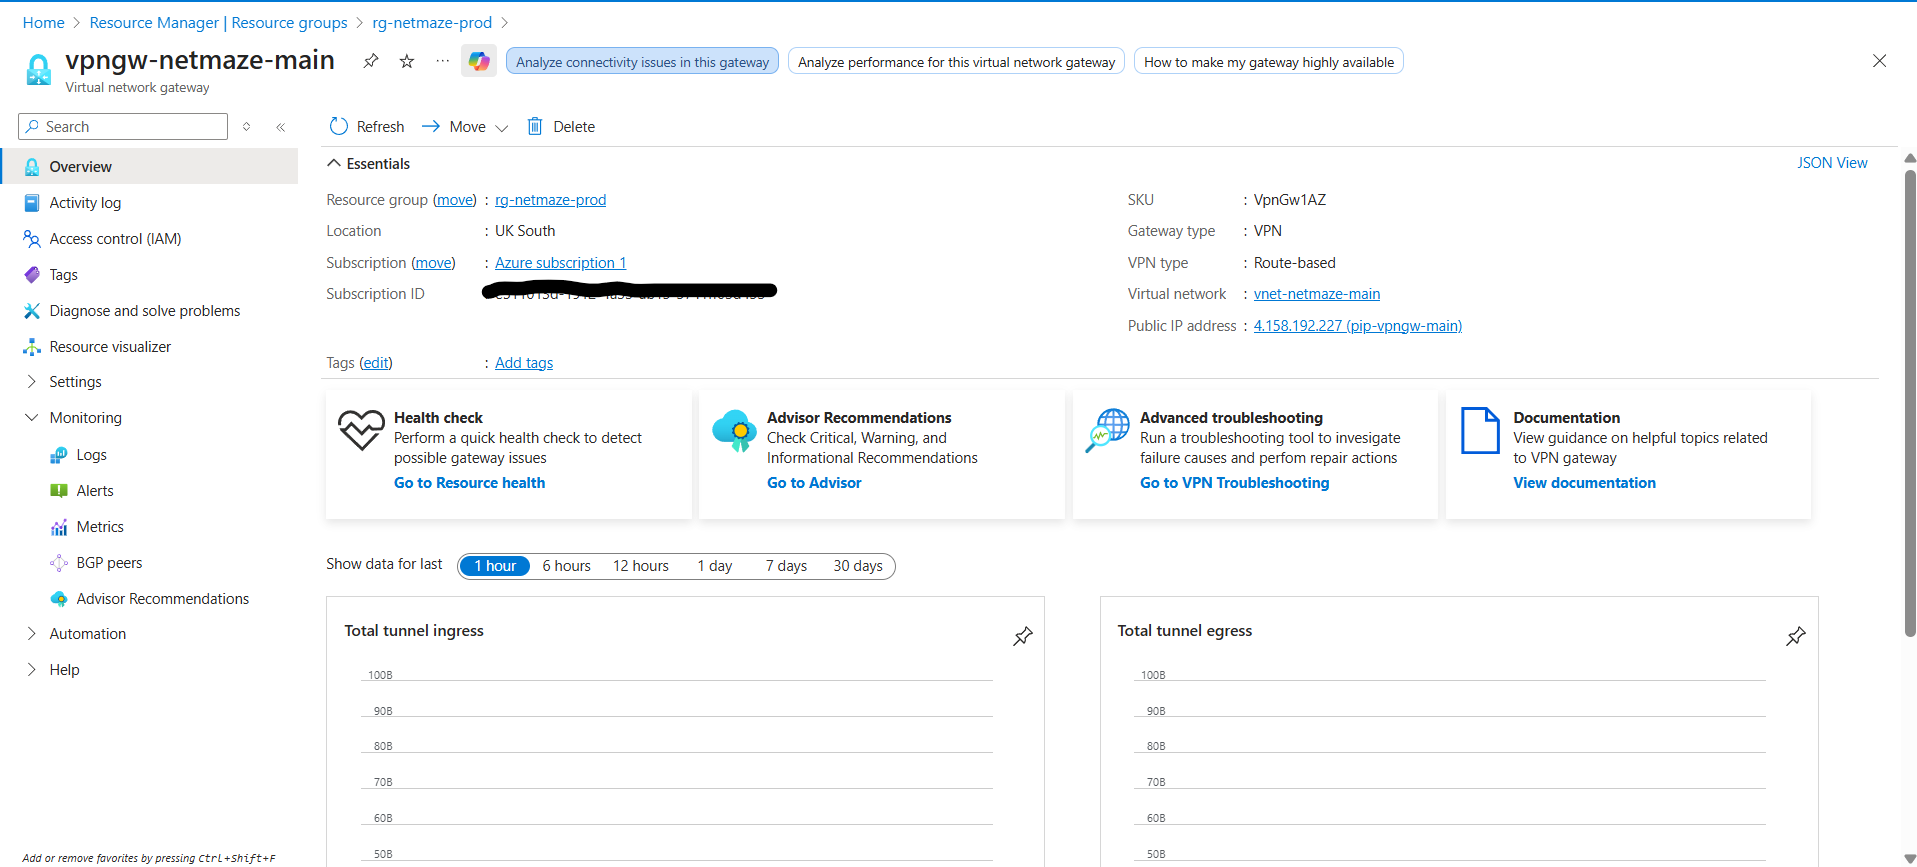 Home > Resource Manager | Resource groups > rg-netmaze-prod >
vpngw-netmaze-main
Virtual network gateway
Analyze connectivity issues in this gateway
Analyze performance for this virtual network gateway
How to make my gateway highly available
Search
Overview
Activity log
Access control (IAM)
Tags
Diagnose and solve problems
Resource visualizer
Settings
Monitoring
Logs
Alerts
Metrics
BGP peers
Advisor Recommendations
Automation
Help
Add or remove favorites by pressing Ctrl+Shift+F
Refresh
Move
Delete
Essentials
JSON View
Resource group (move) : rg-netmaze-prod
Location : UK South
Subscription (move) : Azure subscription 1
Subscription ID
Tags (edit) : Add tags
SKU : VpnGw1AZ
Gateway type : VPN
VPN type : Route-based
Virtual network : vnet-netmaze-main
Public IP address : 4.158.192.227 (pip-vpngw-main)
Health check
Perform a quick health check to detect
possible gateway issues
Go to Resource health
Advisor Recommendations
Check Critical, Warning, and
Informational Recommendations
Go to Advisor
Advanced troubleshooting
Run a troubleshooting tool to invesigate
failure causes and perfom repair actions
Go to VPN Troubleshooting
Documentation
View guidance on helpful topics related
to VPN gateway
View documentation
Show data for last
1 hour
6 hours
12 hours
1 day
7 days
30 days
Total tunnel ingress
100B
90B
80B
70B
60B
50B
Total tunnel egress
100B
90B
80B
70B
60B
50B